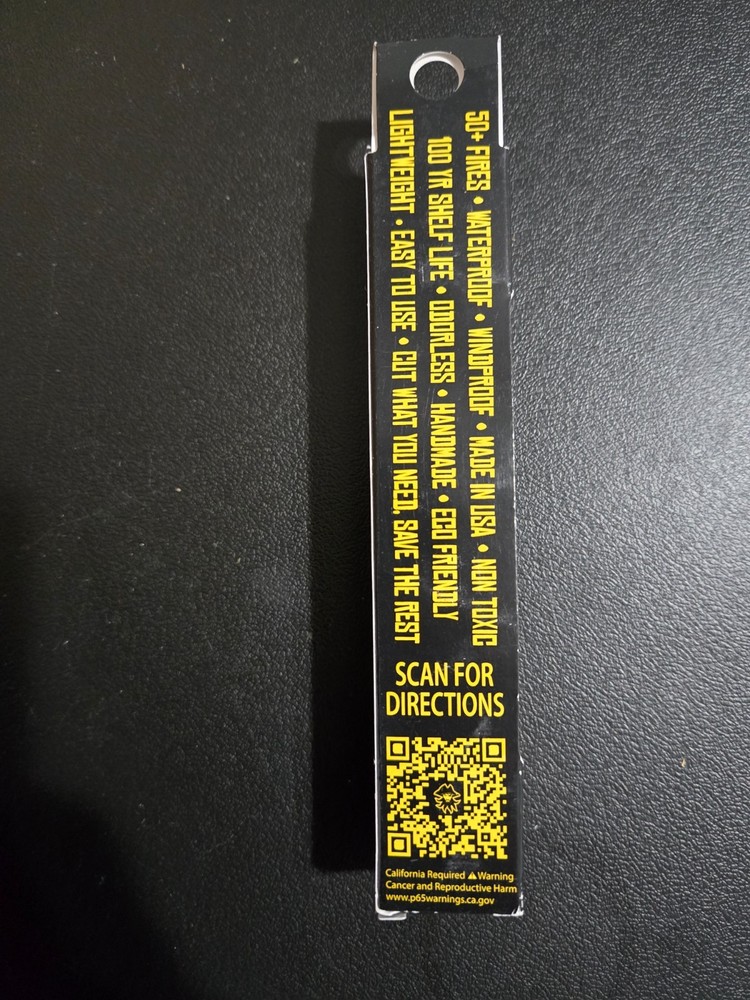 50+ FIRES • WATERPROOF • WINDPROOF • MADE IN USA • NON TOXIC
100 YR SHELF LIFE • ODORLESS • HANDMADE • ECO FRIENDLY
LIGHTWEIGHT • EASY TO USE • CUT WHAT YOU NEED, SAVE THE REST
SCAN FOR
DIRECTIONS
California Required ⚠Warning
Cancer and Reproductive Harm
www.p65warnings.ca.gov